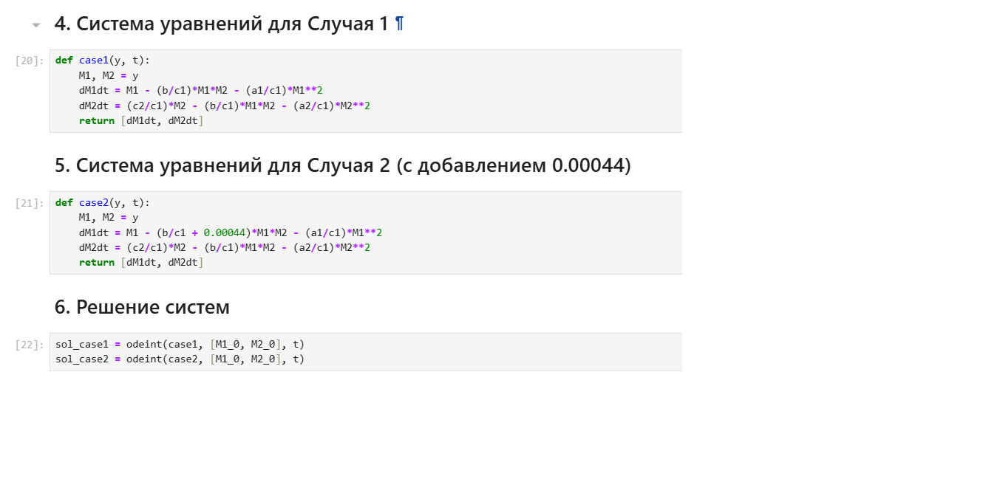 4. Система уравнений для Случая 1 ¶
[20]:
def case1(y, t):
    M1, M2 = y
    dM1dt = M1 - (b/c1)*M1*M2 - (a1/c1)*M1**2
    dM2dt = (c2/c1)*M2 - (b/c1)*M1*M2 - (a2/c1)*M2**2
    return [dM1dt, dM2dt]
5. Система уравнений для Случая 2 (с добавлением 0.00044)
[21]:
def case2(y, t):
    M1, M2 = y
    dM1dt = M1 - (b/c1 + 0.00044)*M1*M2 - (a1/c1)*M1**2
    dM2dt = (c2/c1)*M2 - (b/c1)*M1*M2 - (a2/c1)*M2**2
    return [dM1dt, dM2dt]
6. Решение систем
[22]:
sol_case1 = odeint(case1, [M1_0, M2_0], t)
sol_case2 = odeint(case2, [M1_0, M2_0], t)